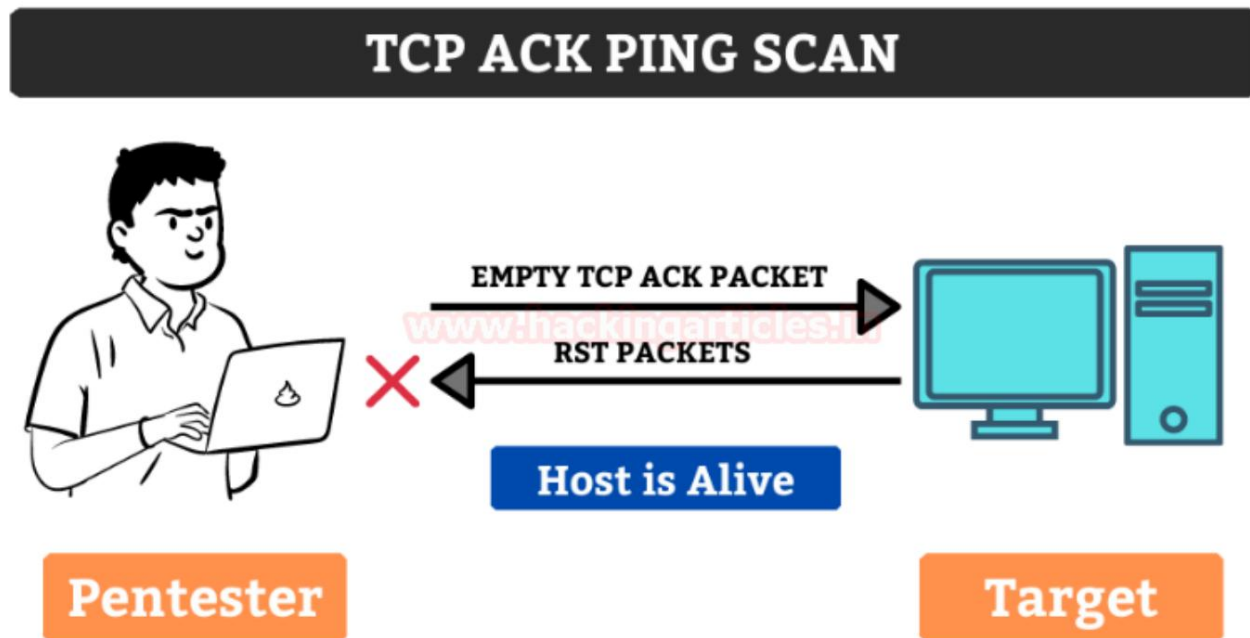 TCP ACK PING SCAN
EMPTY TCP ACK PACKET
www.hackingarticles.in
RST PACKETS
Host is Alive
Pentester
Target